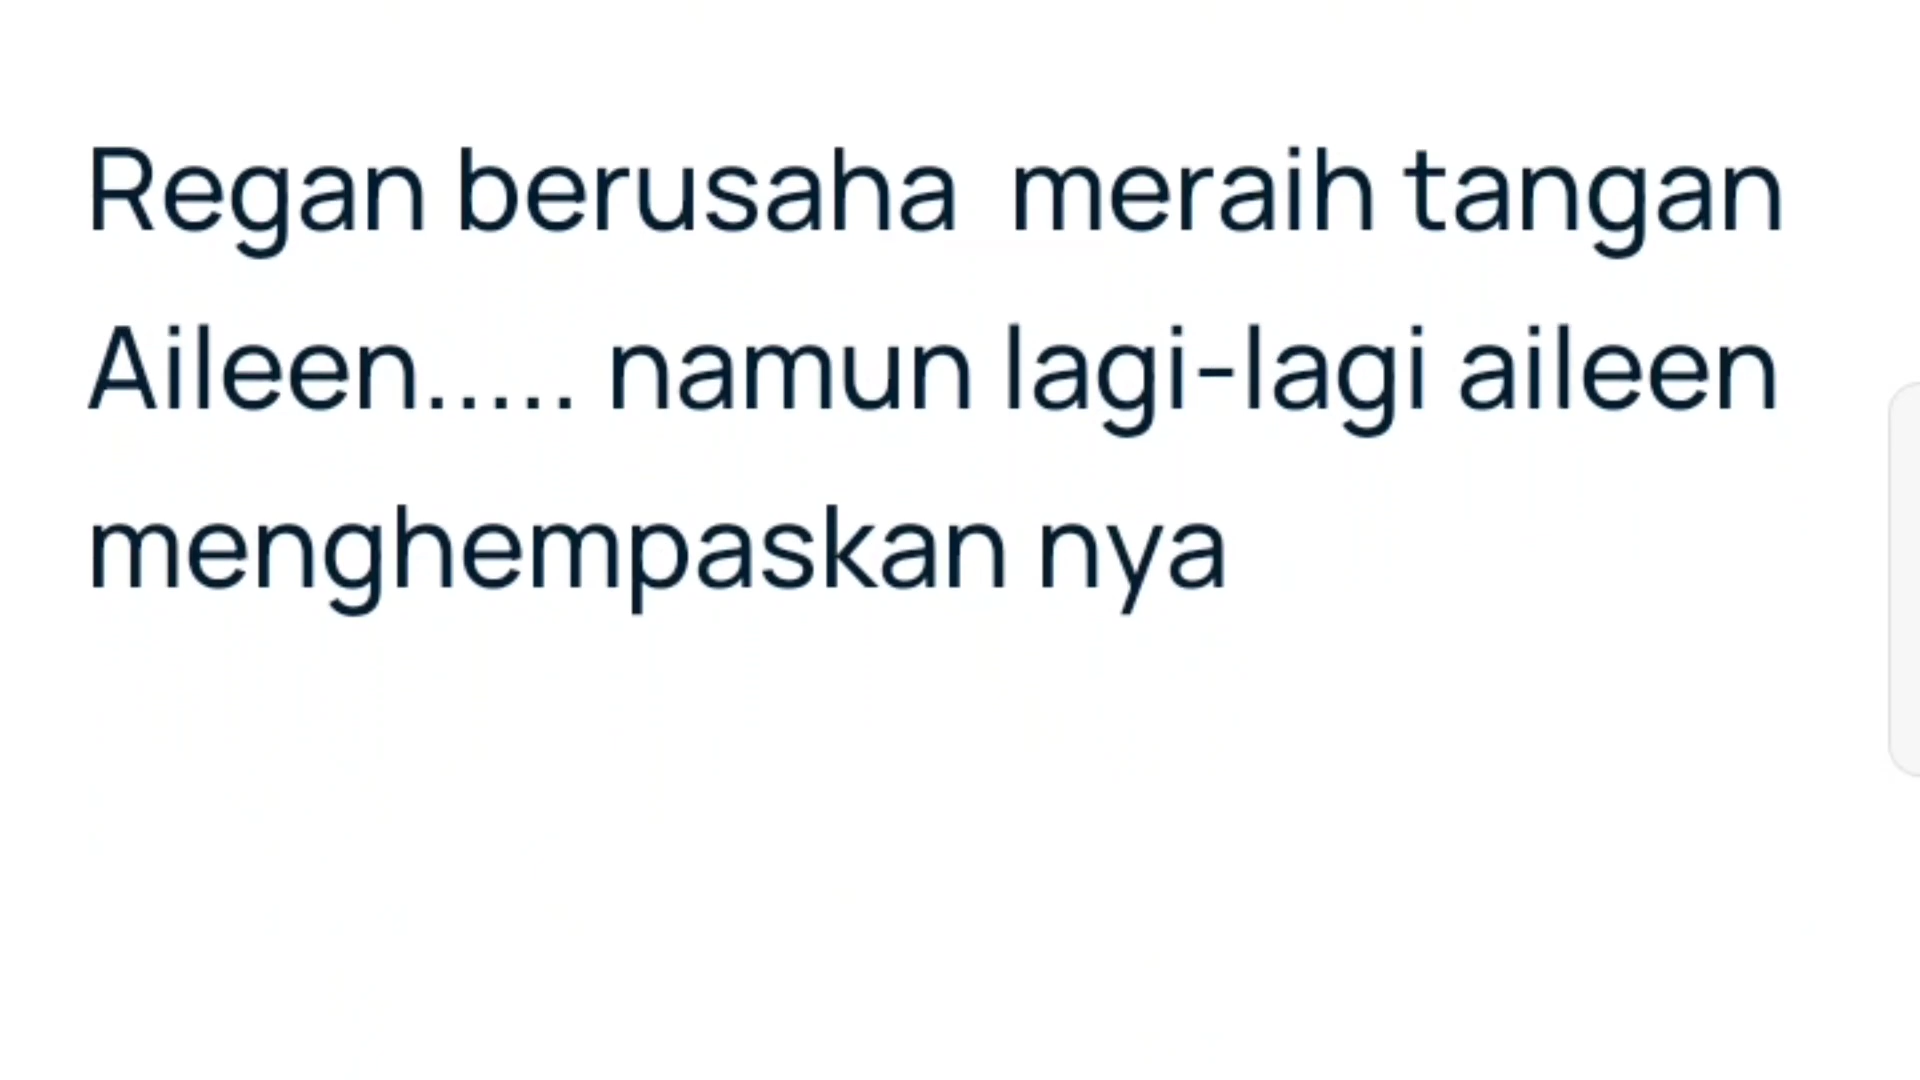 Regan berusaha  meraih tangan
Aileen..... namun lagi-lagi aileen
menghempaskan nya